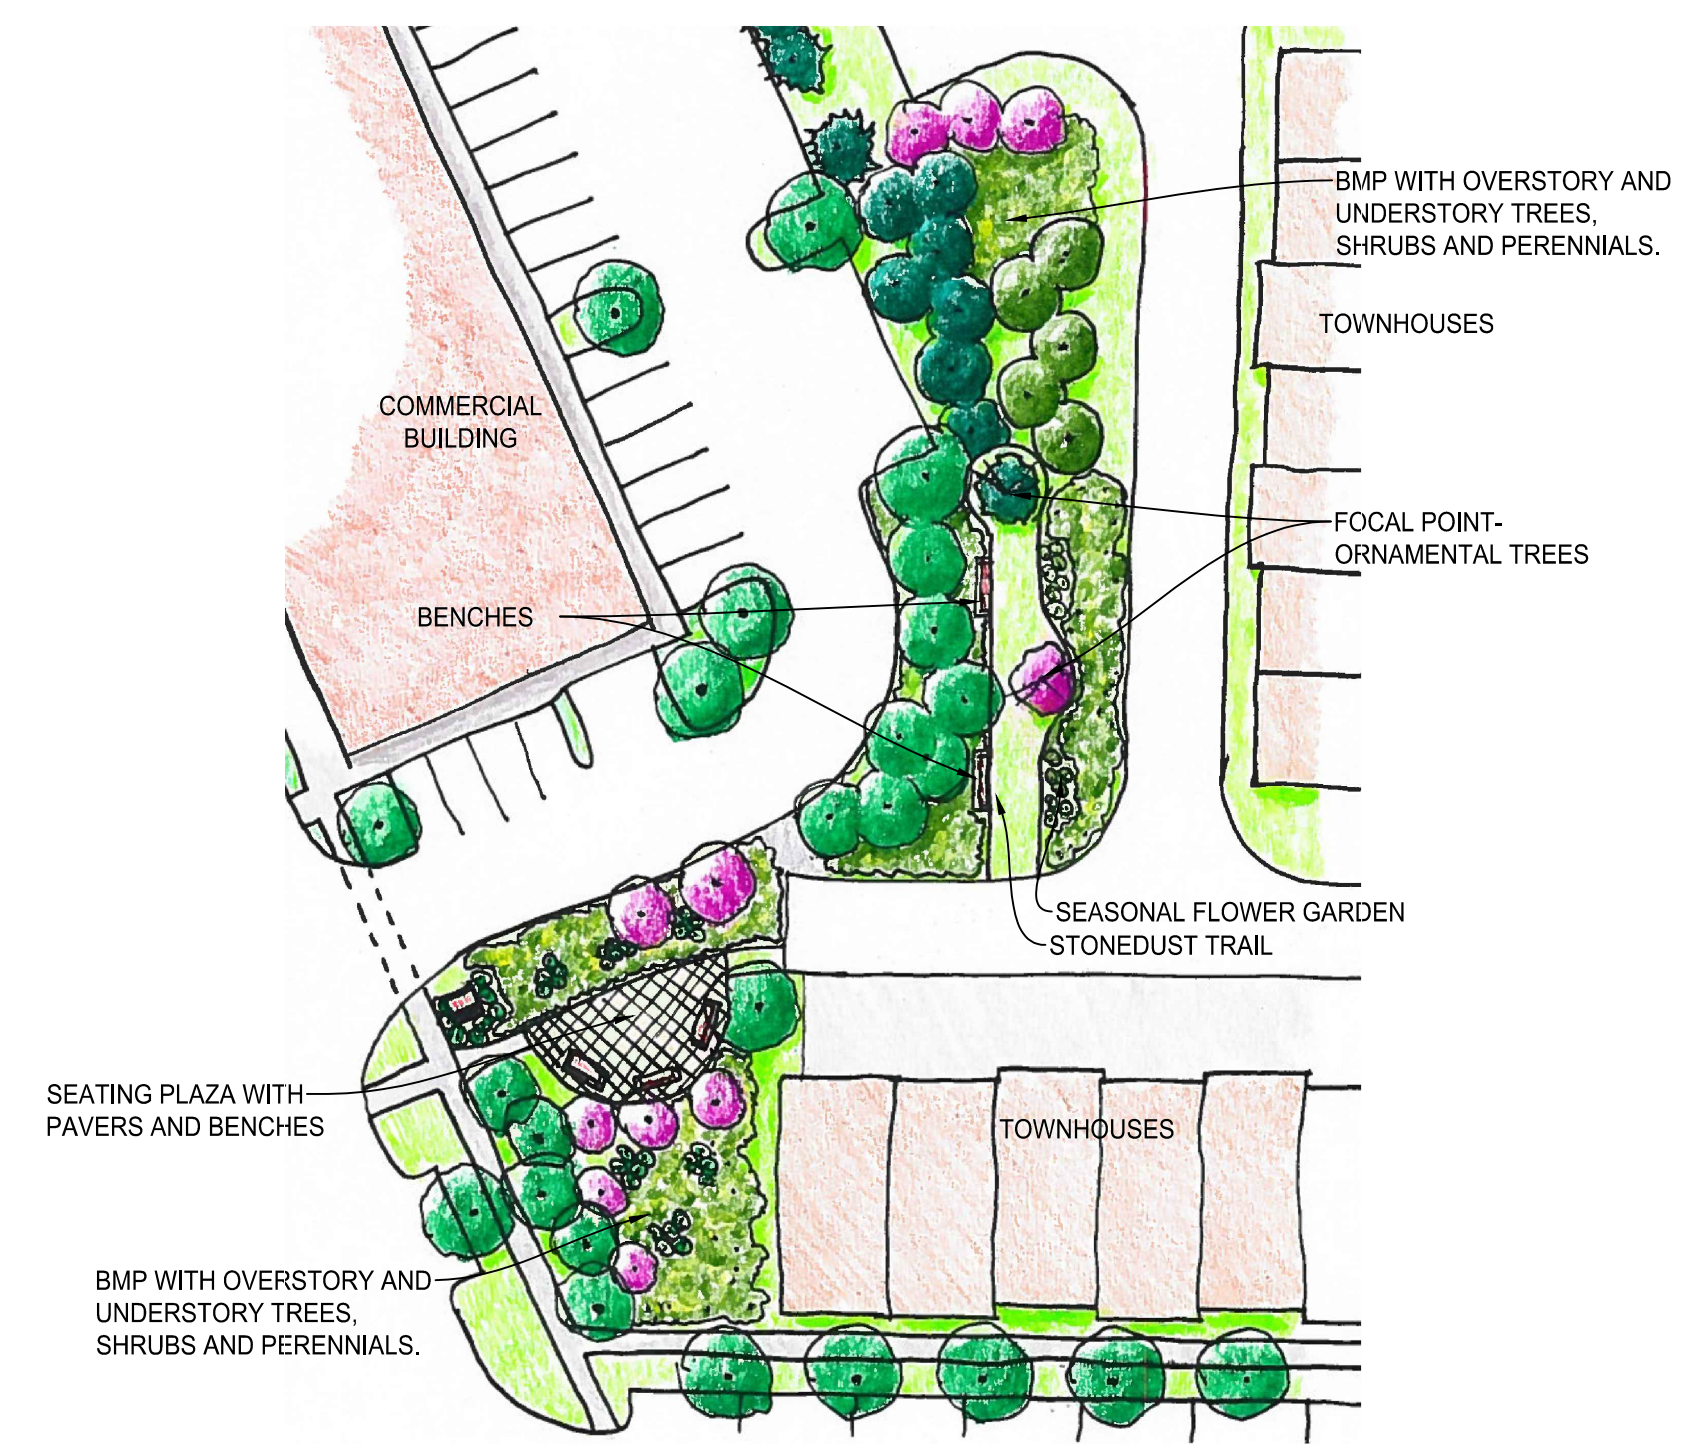 BMP WITH OVERSTORY AND
UNDERSTORY TREES,
SHRUBS AND PERENNIALS.
TOWNHOUSES
COMMERCIAL
BUILDING
FOCAL POINT-
ORNAMENTAL TREES
BENCHES
SEASONAL FLOWER GARDEN
STONEDUST TRAIL
SEATING PLAZA WITH
PAVERS AND BENCHES
TOWNHOUSES
BMP WITH OVERSTORY AND
UNDERSTORY TREES,
SHRUBS AND PERENNIALS.